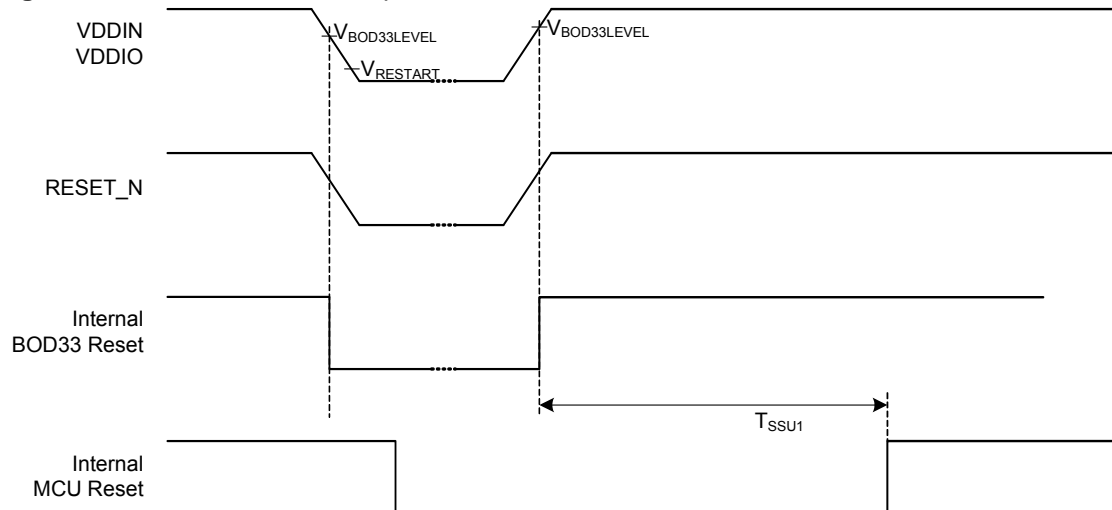 VDDIN
VDDIO
VBOD33LEVEL
VBOD33LEVEL
VRESTART
RESET_N
Internal
BOD33 Reset
TSSU1
Internal
MCU Reset